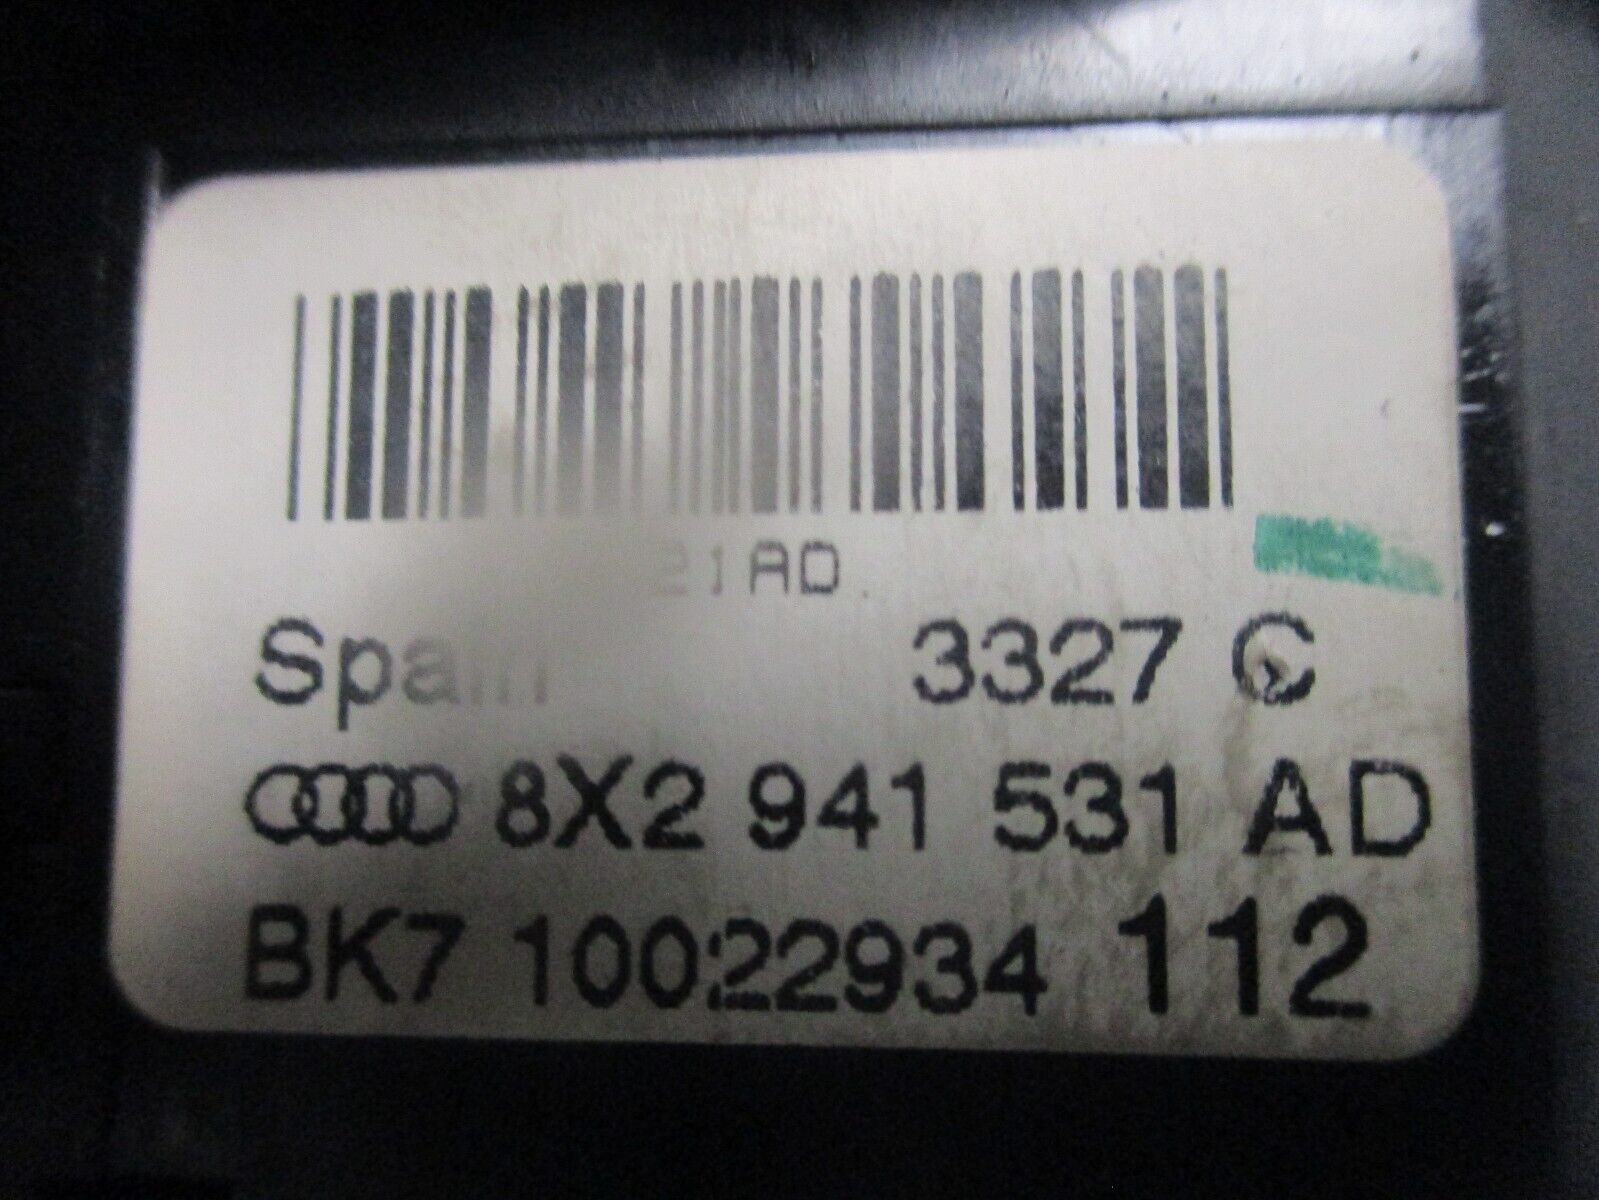 21AD
Spain 3327 C
8X2 941 531 AD
BK7 10022934 112